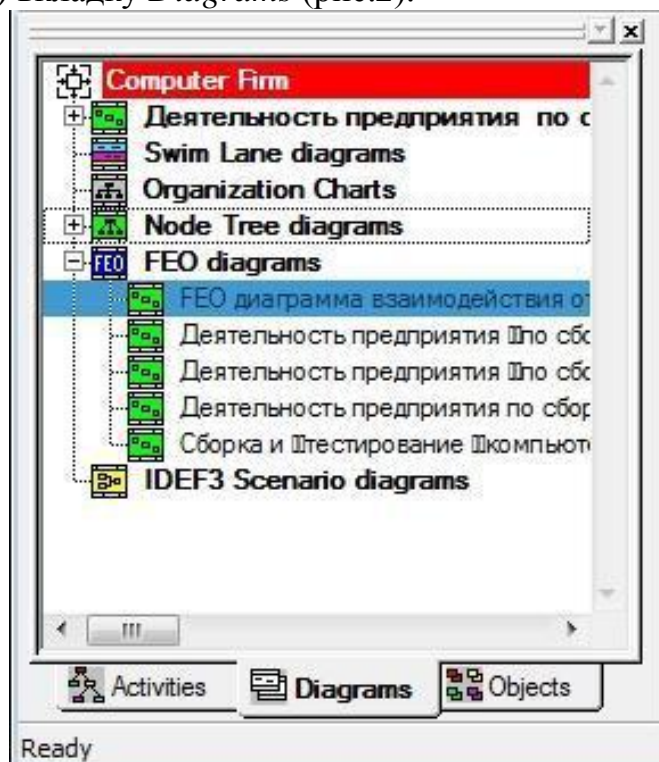 вкладку Diagrams (рис.2).
Computer Firm
Деятельность предприятия по с
Swim Lane diagrams
Organization Charts
Node Tree diagrams
FEO FEO diagrams
FEO диаграмма взаимодействия от
Деятельность предприятия по сбо
Деятельность предприятия по сбо
Деятельность предприятия по сбор
Сборка и тестирование компьюте
IDEF3 Scenario diagrams
Activities Diagrams Objects
Ready